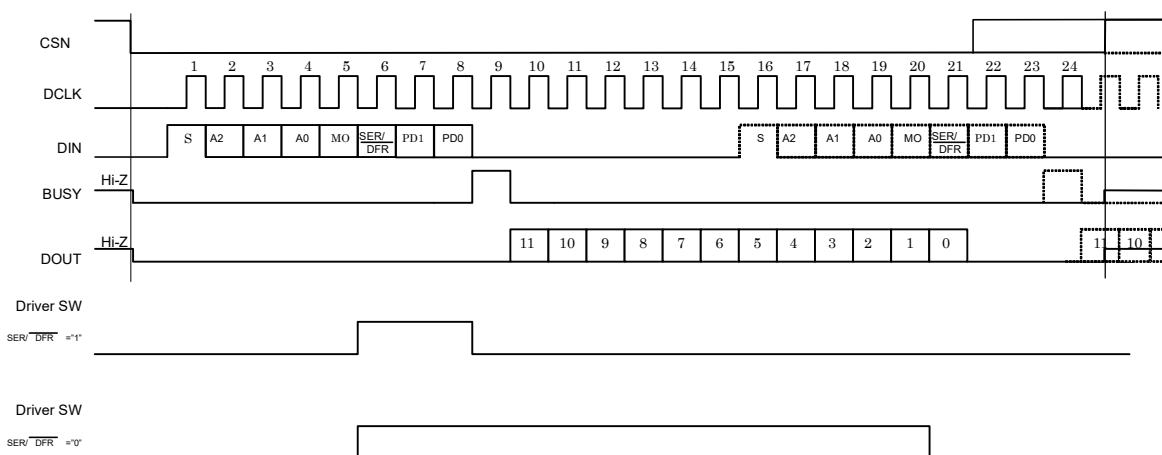 CSN
1 2 3 4 5 6 7 8 9 10 11 12 13 14 15 16 17 18 19 20 21 22 23 24
DCLK
DIN S A2 A1 A0 MO SER/DFR PD1 PD0 S A2 A1 A0 MO SER/DFR PD1 PD0
Hi-Z
BUSY
Hi-Z
DOUT 11 10 9 8 7 6 5 4 3 2 1 0 11 10
Driver SW
SER/ DFR ="1"
Driver SW
SER/ DFR ="0"